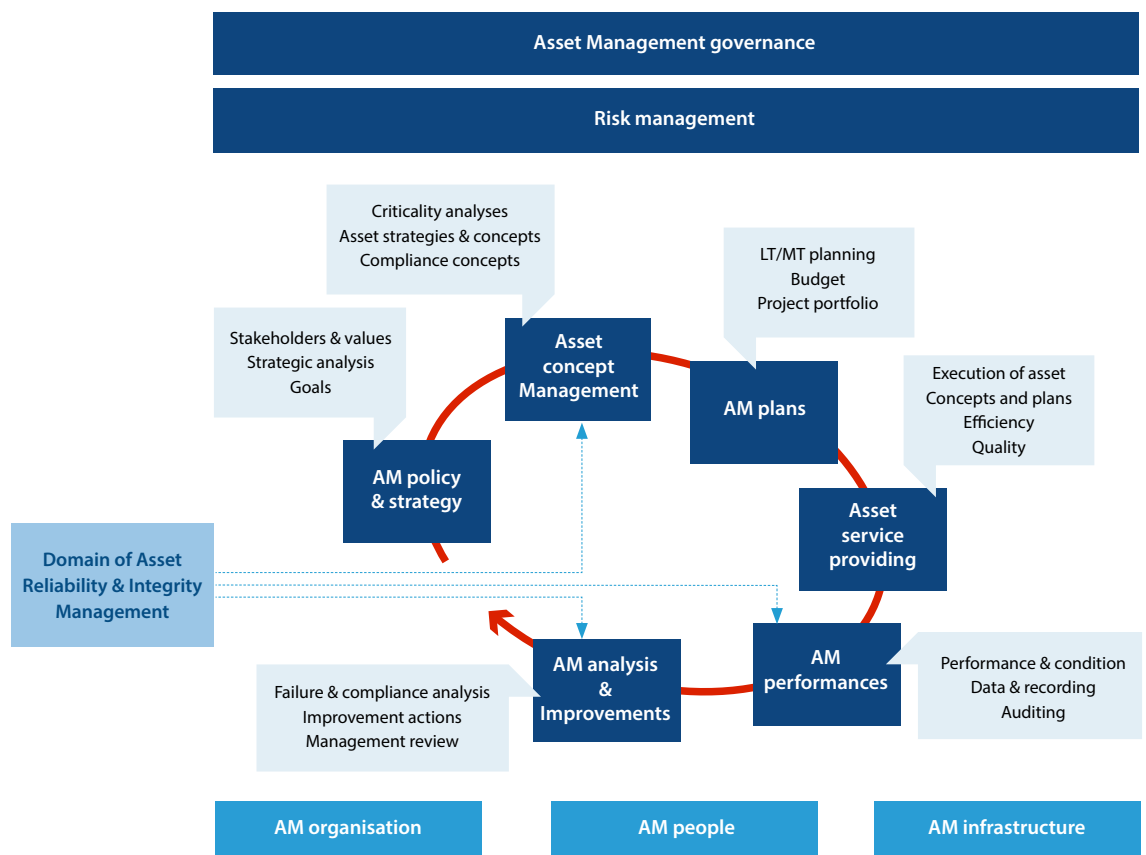 Asset Management governance
Risk management
Criticality analyses
Asset strategies & concepts
Compliance concepts
LT/MT planning
Budget
Project portfolio
Stakeholders & values
Strategic analysis
Goals
Asset
concept
Management
AM plans
Execution of asset
Concepts and plans
Efficiency
Quality
AM policy
& strategy
Asset
service
providing
Domain of Asset
Reliability & Integrity
Management
AM analysis
&
Improvements
AM
performances
Performance & condition
Data & recording
Auditing
Failure & compliance analysis
Improvement actions
Management review
AM organisation
AM people
AM infrastructure